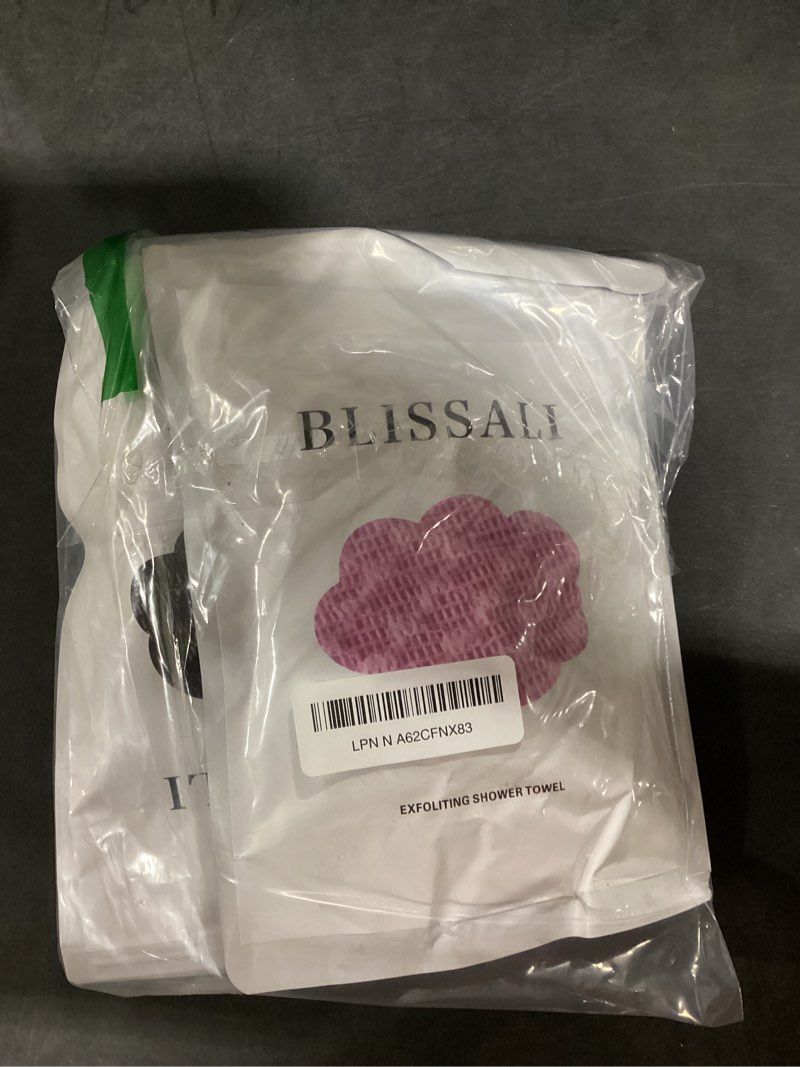 BLISSALI
LPN N A62CFNX83
EXFOLITING SHOWER TOWEL
IT